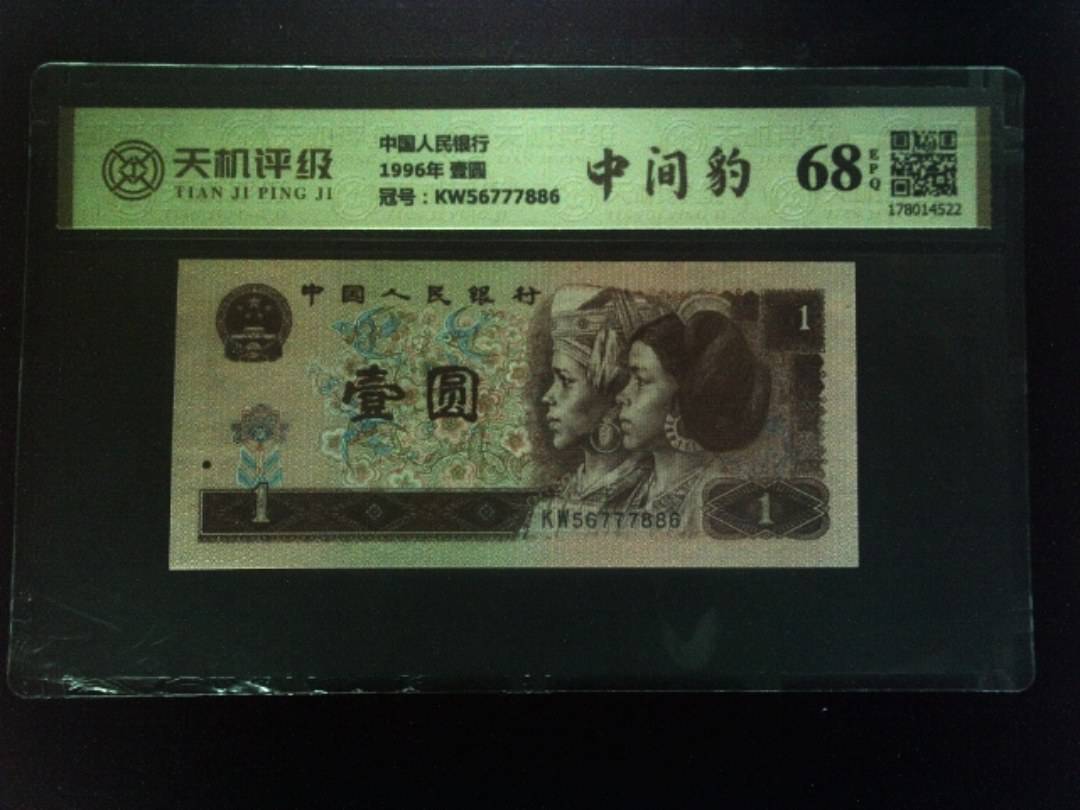 天机评级
TIAN JI PING JI
中国人民银行
1996年 壹圆
冠号：KW56777886
中间豹
68
EPQ
178014522
中国人民银行
1
壹圆
1
KW56777886
1